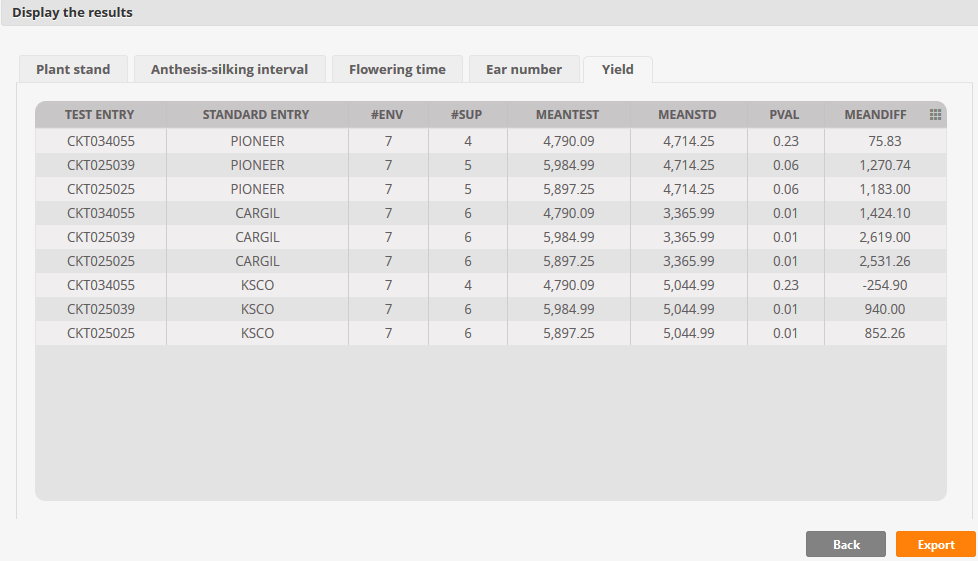 Display the results
Plant stand Anthesis-silking interval Flowering time Ear number Yield
TEST ENTRY STANDARD ENTRY #ENV #SUP MEANTEST MEANSTD PVAL MEANDIFF
CKT034055 PIONEER 7 4 4,790.09 4,714.25 0.23 75.83
CKT025039 PIONEER 7 5 5,984.99 4,714.25 0.06 1,270.74
CKT025025 PIONEER 7 5 5,897.25 4,714.25 0.06 1,183.00
CKT034055 CARGIL 7 6 4,790.09 3,365.99 0.01 1,424.10
CKT025039 CARGIL 7 6 5,984.99 3,365.99 0.01 2,619.00
CKT025025 CARGIL 7 6 5,897.25 3,365.99 0.01 2,531.26
CKT034055 KSCO 7 4 4,790.09 5,044.99 0.23 -254.90
CKT025039 KSCO 7 6 5,984.99 5,044.99 0.01 940.00
CKT025025 KSCO 7 6 5,897.25 5,044.99 0.01 852.26
Back Export